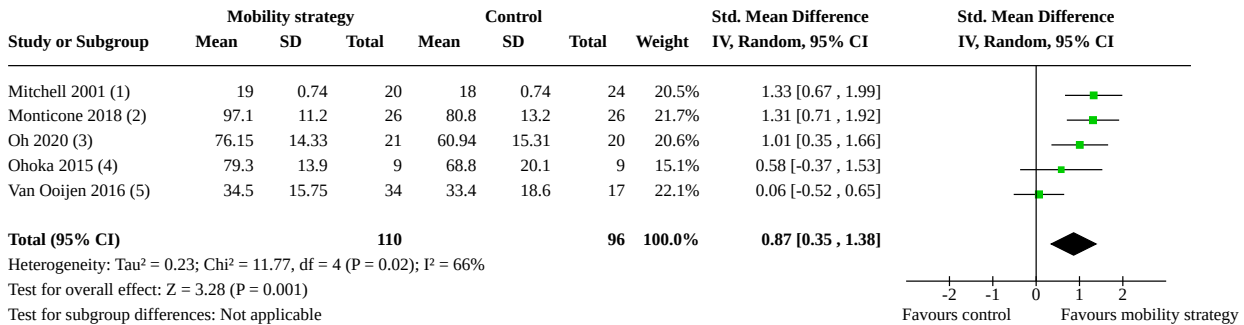 Mobility strategy Control Std. Mean Difference Std. Mean Difference
Study or Subgroup Mean SD Total Mean SD Total Weight IV, Random, 95% CI IV, Random, 95% CI
Mitchell 2001 (1) 19 0.74 20 18 0.74 24 20.5% 1.33 [0.67 , 1.99]
Monticone 2018 (2) 97.1 11.2 26 80.8 13.2 26 21.7% 1.31 [0.71 , 1.92]
Oh 2020 (3) 76.15 14.33 21 60.94 15.31 20 20.6% 1.01 [0.35 , 1.66]
Ohoka 2015 (4) 79.3 13.9 9 68.8 20.1 9 15.1% 0.58 [-0.37 , 1.53]
Van Ooijen 2016 (5) 34.5 15.75 34 33.4 18.6 17 22.1% 0.06 [-0.52 , 0.65]
Total (95% CI) 110 96 100.0% 0.87 [0.35 , 1.38]
Heterogeneity: Tau² = 0.23; Chi² = 11.77, df = 4 (P = 0.02); I² = 66%
Test for overall effect: Z = 3.28 (P = 0.001) -2 -1 0 1 2
Test for subgroup differences: Not applicable Favours control Favours mobility strategy